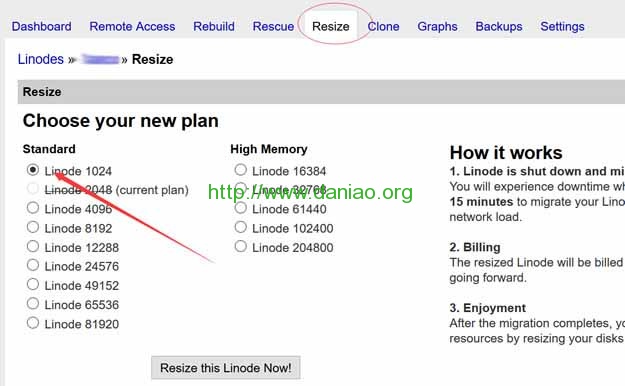 Dashboard Remote Access Rebuild Rescue Resize Clone Graphs Backups Settings
Linodes » » Resize
Resize
Choose your new plan
Standard
Linode 1024
Linode 2048 (current plan)
Linode 4096
Linode 8192
Linode 12288
Linode 24576
Linode 49152
Linode 65536
Linode 81920
High Memory
Linode 16384
Linode 32768
Linode 61440
Linode 102400
Linode 204800
http://www.daniao.org
How it works
1. Linode is shut down and mi
You will experience downtime wh
15 minutes to migrate your Lino
network load.
2. Billing
The resized Linode will be billed
going forward.
3. Enjoyment
After the migration completes, yo
resources by resizing your disks
Resize this Linode Now!